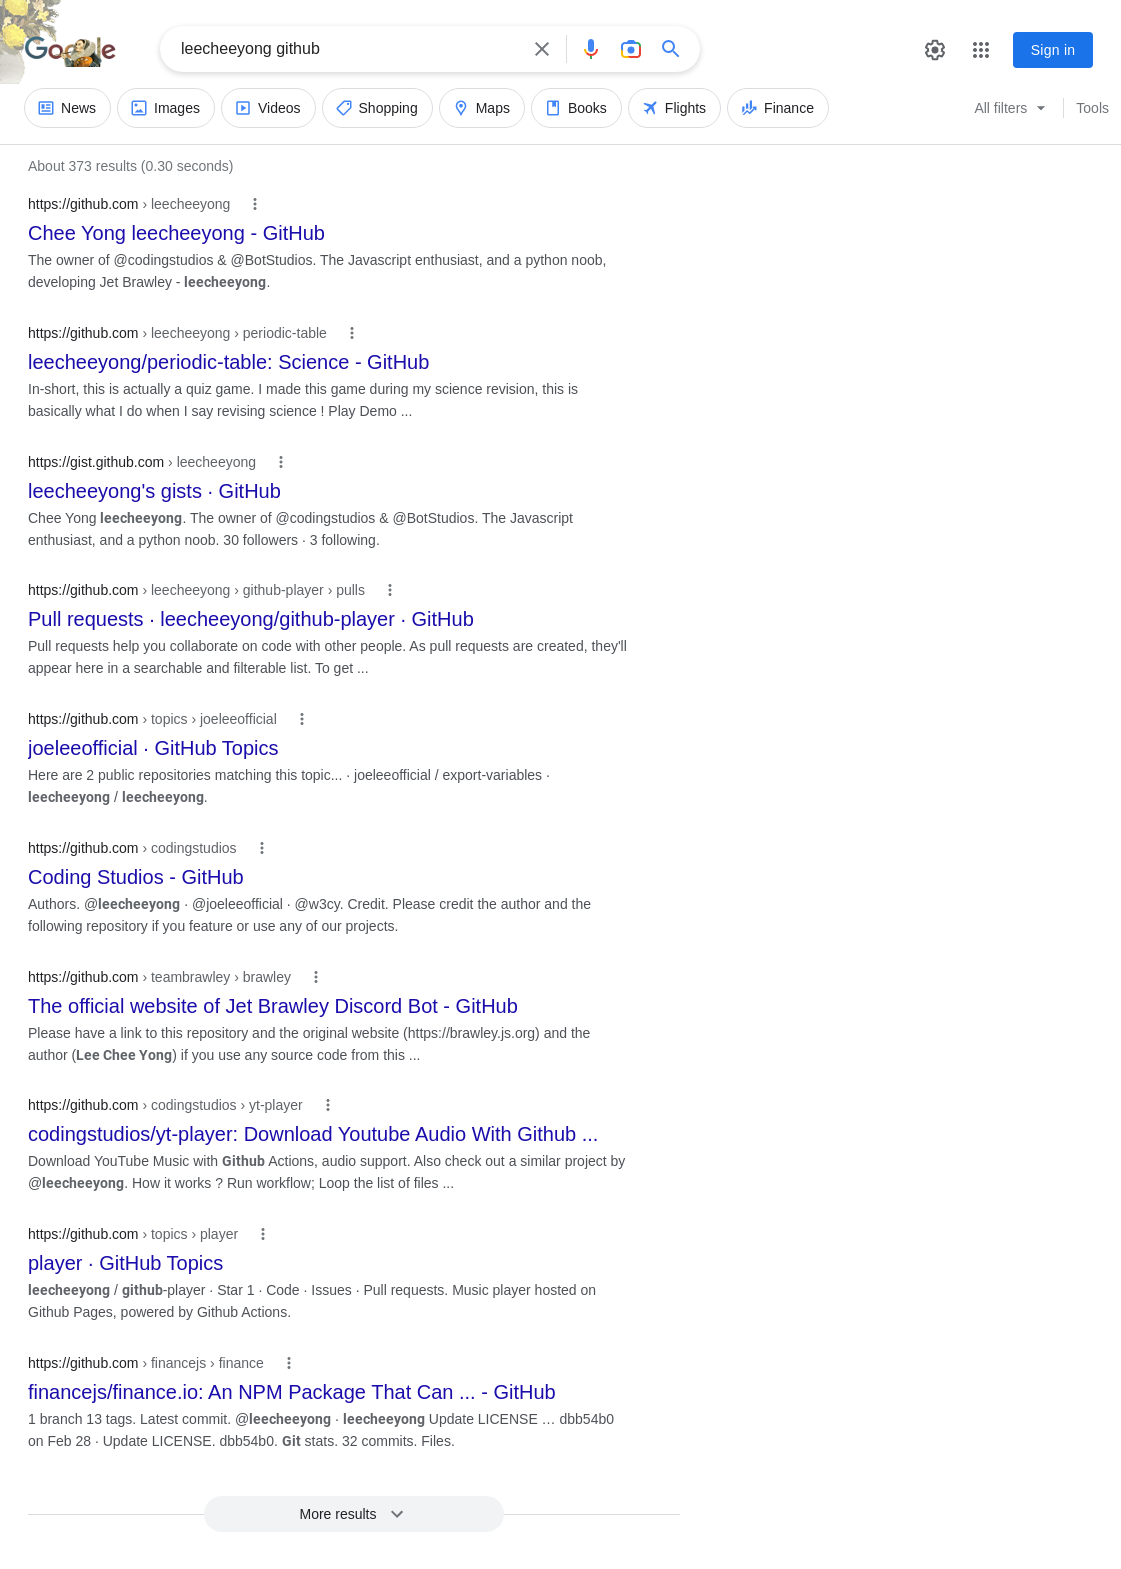 Google
leecheeyong github
Sign in
News Images Videos Shopping Maps Books Flights Finance All filters Tools
About 373 results (0.30 seconds)
https://github.com › leecheeyong
Chee Yong leecheeyong - GitHub
The owner of @codingstudios & @BotStudios. The Javascript enthusiast, and a python noob,
developing Jet Brawley - leecheeyong.
https://github.com › leecheeyong › periodic-table
leecheeyong/periodic-table: Science - GitHub
In-short, this is actually a quiz game. I made this game during my science revision, this is
basically what I do when I say revising science ! Play Demo ...
https://gist.github.com › leecheeyong
leecheeyong's gists · GitHub
Chee Yong leecheeyong. The owner of @codingstudios & @BotStudios. The Javascript
enthusiast, and a python noob. 30 followers · 3 following.
https://github.com › leecheeyong › github-player › pulls
Pull requests · leecheeyong/github-player · GitHub
Pull requests help you collaborate on code with other people. As pull requests are created, they'll
appear here in a searchable and filterable list. To get ...
https://github.com › topics › joeleeofficial
joeleeofficial · GitHub Topics
Here are 2 public repositories matching this topic... · joeleeofficial / export-variables ·
leecheeyong / leecheeyong.
https://github.com › codingstudios
Coding Studios - GitHub
Authors. @leecheeyong · @joeleeofficial · @w3cy. Credit. Please credit the author and the
following repository if you feature or use any of our projects.
https://github.com › teambrawley › brawley
The official website of Jet Brawley Discord Bot - GitHub
Please have a link to this repository and the original website (https://brawley.js.org) and the
author (Lee Chee Yong) if you use any source code from this ...
https://github.com › codingstudios › yt-player
codingstudios/yt-player: Download Youtube Audio With Github ...
Download YouTube Music with Github Actions, audio support. Also check out a similar project by
@leecheeyong. How it works ? Run workflow; Loop the list of files ...
https://github.com › topics › player
player · GitHub Topics
leecheeyong / github-player · Star 1 · Code · Issues · Pull requests. Music player hosted on
Github Pages, powered by Github Actions.
https://github.com › financejs › finance
financejs/finance.io: An NPM Package That Can ... - GitHub
1 branch 13 tags. Latest commit. @leecheeyong · leecheeyong Update LICENSE … dbb54b0
on Feb 28 · Update LICENSE. dbb54b0. Git stats. 32 commits. Files.
More results